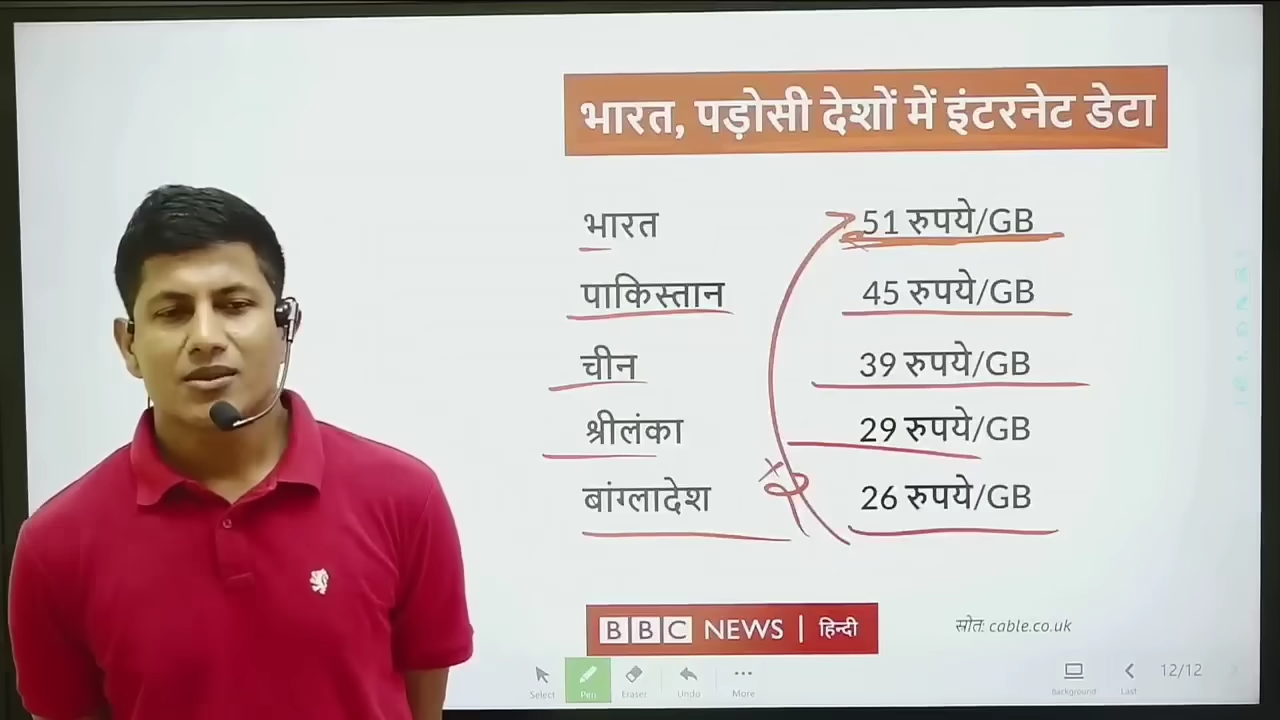 भारत, पड़ोसी देशों में इंटरनेट डेटा
भारत 51 रुपये/GB
पाकिस्तान 45 रुपये/GB
चीन 39 रुपये/GB
श्रीलंका 29 रुपये/GB
बांग्लादेश 26 रुपये/GB
BBC NEWS | हिन्दी
स्रोत: cable.co.uk
Select Pen Eraser Undo More Background Last 12/12